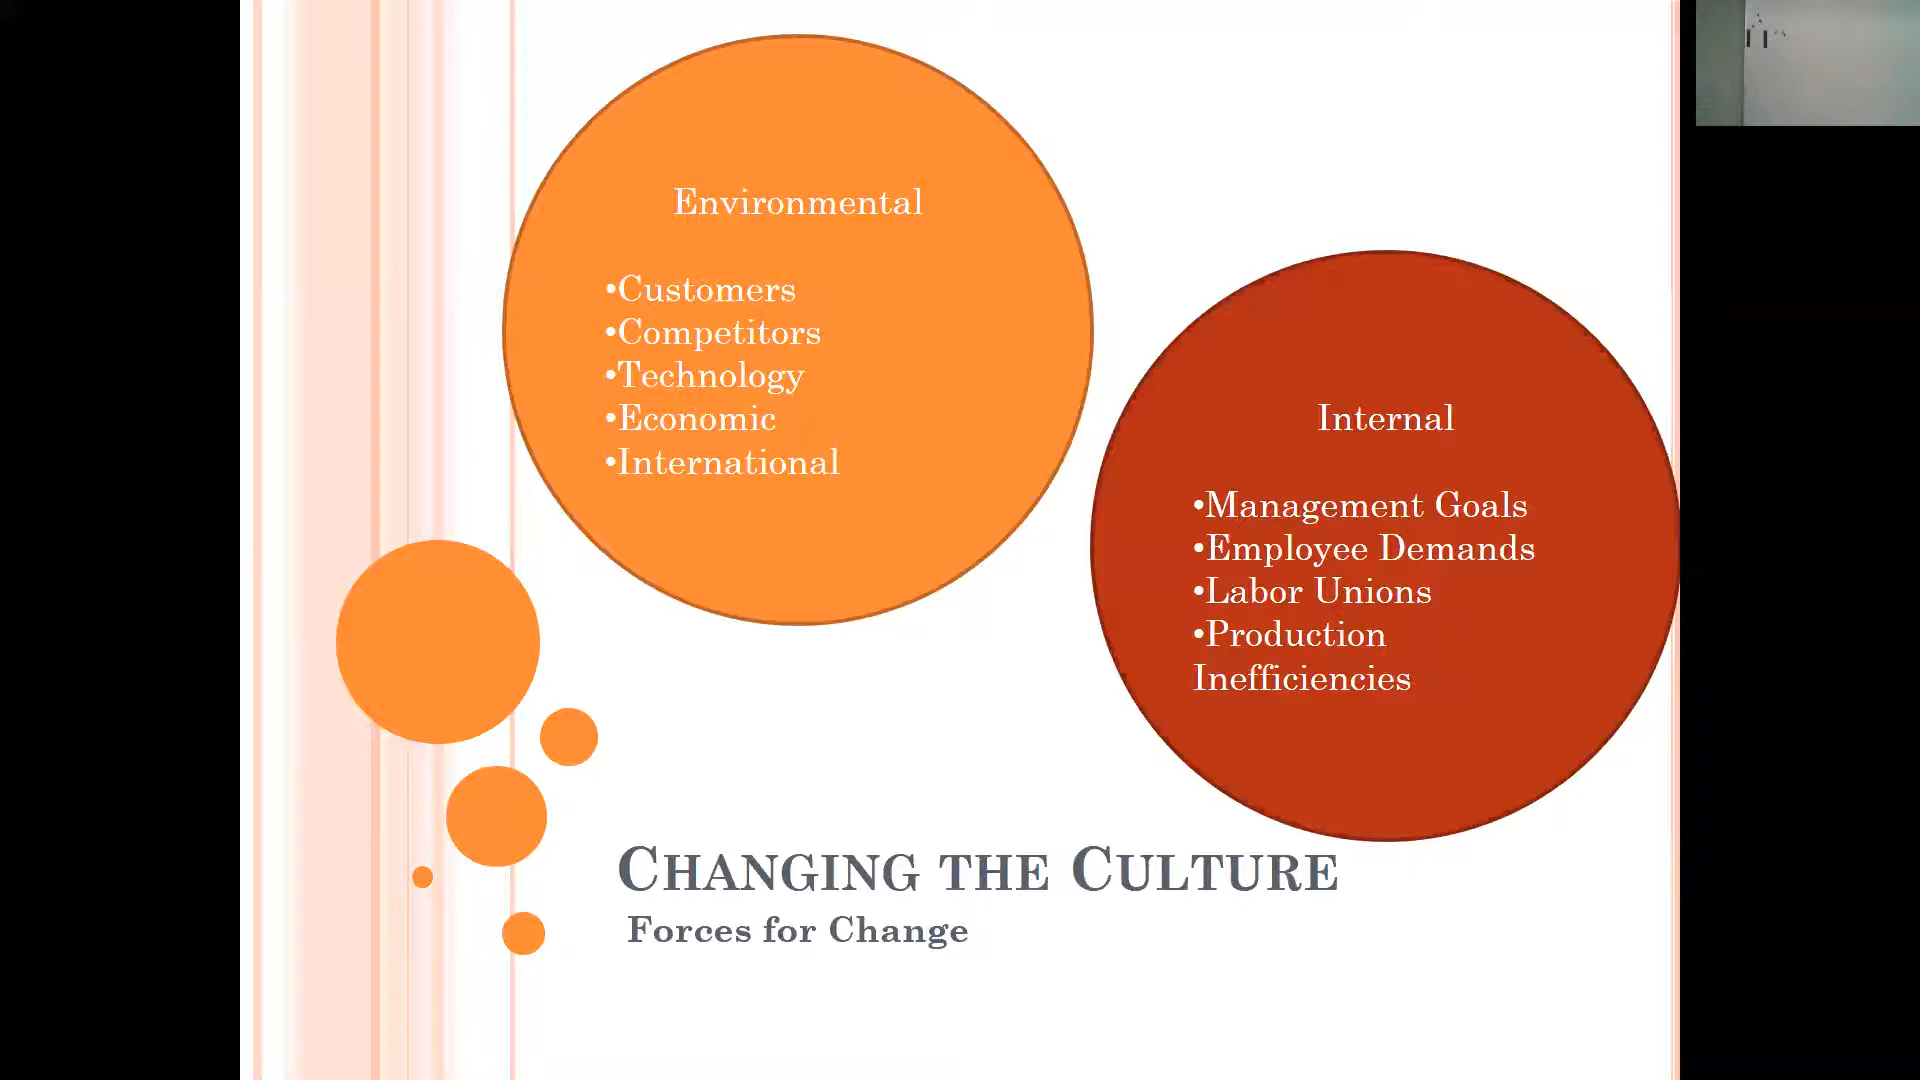 Environmental
•Customers
•Competitors
•Technology
•Economic
•International
Internal
•Management Goals
•Employee Demands
•Labor Unions
•Production
Inefficiencies
CHANGING THE CULTURE
Forces for Change